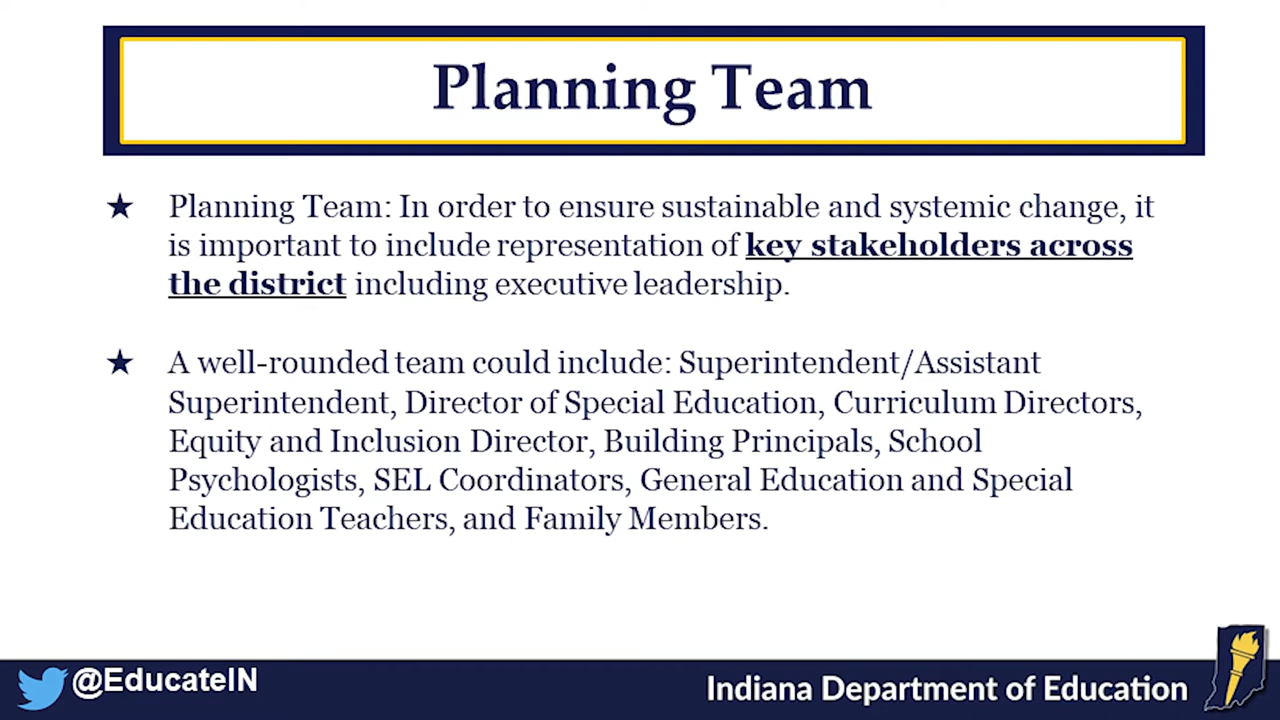 Planning Team
★ Planning Team: In order to ensure sustainable and systemic change, it
is important to include representation of key stakeholders across
the district including executive leadership.
★ A well-rounded team could include: Superintendent/Assistant
Superintendent, Director of Special Education, Curriculum Directors,
Equity and Inclusion Director, Building Principals, School
Psychologists, SEL Coordinators, General Education and Special
Education Teachers, and Family Members.
@EducateIN
Indiana Department of Education